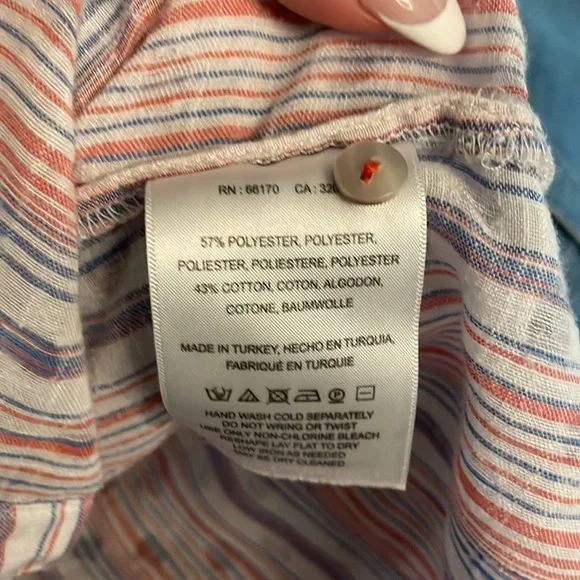 RN : 66170 CA : 32
57% POLYESTER, POLYESTER,
POLIESTER, POLIESTERE, POLYESTER
43% COTTON, COTON, ALGODON,
COTONE, BAUMWOLLE
MADE IN TURKEY, HECHO EN TURQUIA,
FABRIQUÉ EN TURQUIE
HAND WASH COLD SEPARATELY
DO NOT WRING OR TWIST
USE ONLY NON-CHLORINE BLEACH
RESHAPE LAY FLAT TO DRY
LOW IRON AS NEEDED
MAY BE DRY CLEANED